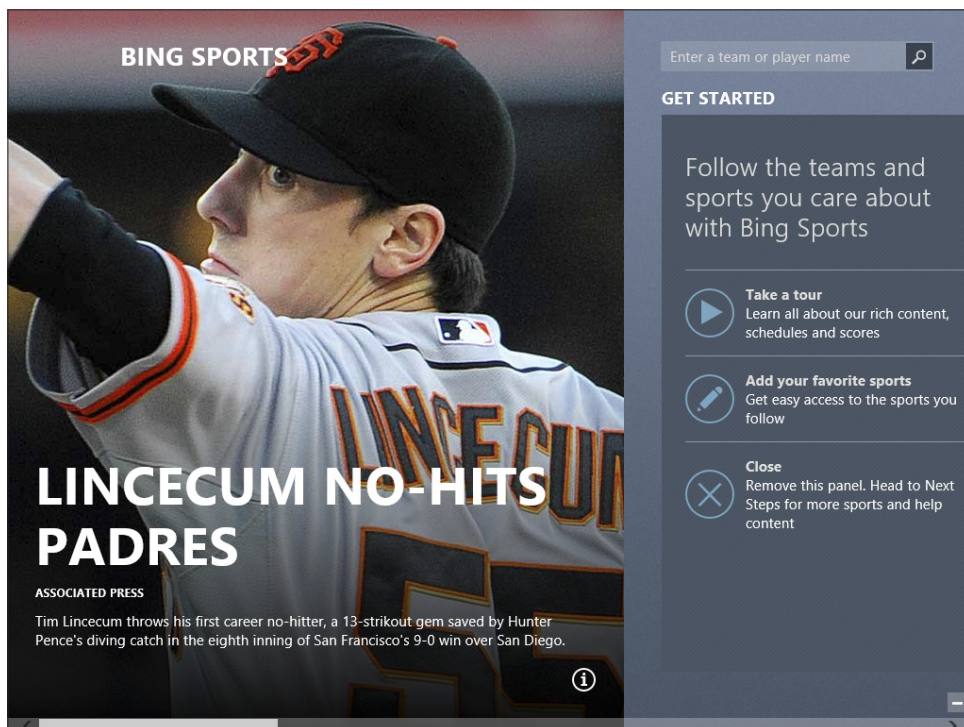 BING SPORTS
SF
LINCECUM
55
LINCECUM NO-HITS
PADRES
ASSOCIATED PRESS
Tim Lincecum throws his first career no-hitter, a 13-strikout gem saved by Hunter
Pence's diving catch in the eighth inning of San Francisco's 9-0 win over San Diego.
Enter a team or player name
GET STARTED
Follow the teams and
sports you care about
with Bing Sports
Take a tour
Learn all about our rich content,
schedules and scores
Add your favorite sports
Get easy access to the sports you
follow
Close
Remove this panel. Head to Next
Steps for more sports and help
content